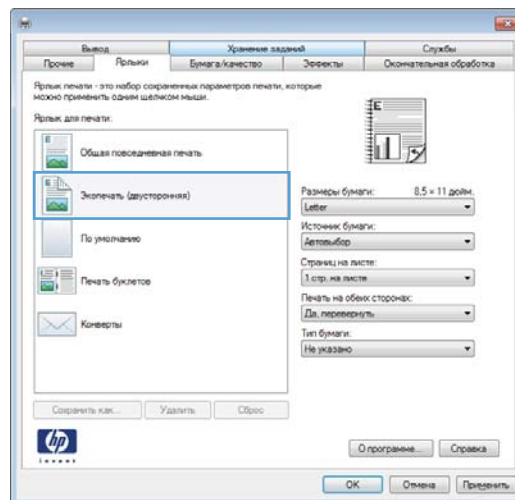 Вывод Хранение заданий Службы
Прочие Ярлыки Бумага/качество Эффекты Окончательная обработка
Ярлык печати - это набор сохраненных параметров печати, которые
можно применить одним щелчком мыши.
Ярлык для печати:
Общая повседневная печать
Экопечать (двусторонняя)
По умолчанию
Печать буклетов
Конверты
Сохранить как... Удалить Сброс
E
Размеры бумаги: 8,5 × 11 дюйм.
Letter
Источник бумаги:
Автовыбор
Страниц на листе:
1 стр. на листе
Печать на обеих сторонах:
Да, перевернуть
Тип бумаги:
Не указано
hp
invent
О программе... Справка
OK Отмена Применить